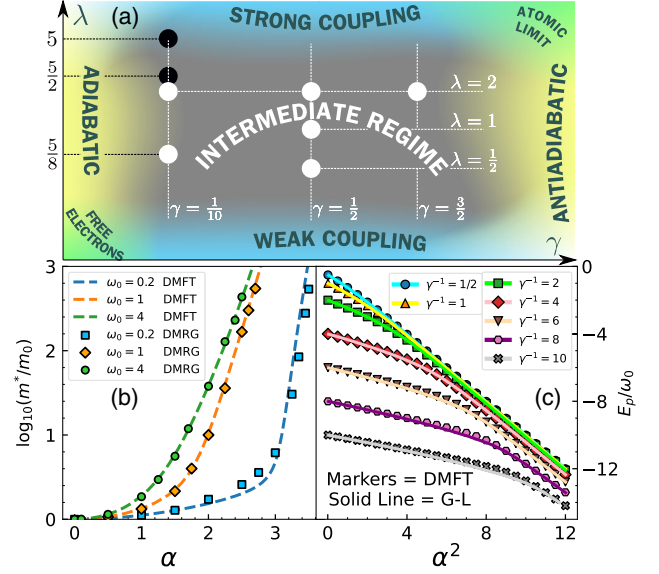 (a)
λ
STRONG COUPLING
ATOMIC
LIMIT
5
5/2
5/8
ADIABATIC
INTERMEDIATE REGIME
λ = 2
λ = 1
λ = 1/2
ANTIADIABATIC
γ = 1/10
γ = 1/2
γ = 3/2
FREE
ELECTRONS
WEAK COUPLING
γ
3
2
1
0
log₁₀(m*/m₀)
ω₀ = 0.2 DMFT
ω₀ = 1 DMFT
ω₀ = 4 DMFT
ω₀ = 0.2 DMRG
ω₀ = 1 DMRG
ω₀ = 4 DMRG
(b)
0 1 2 3
α
γ⁻¹ = 1/2
γ⁻¹ = 1
γ⁻¹ = 2
γ⁻¹ = 4
γ⁻¹ = 6
γ⁻¹ = 8
γ⁻¹ = 10
(c)
Markers = DMFT
Solid Line = G-L
0
−4
−8
−12
Eₚ/ω₀
0 4 8 12
α²